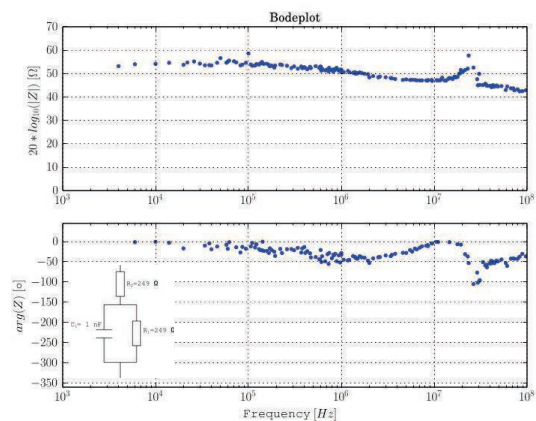 Bodeplot
70
60
50
40
30
20
10
0
20 * log₁₀(|Z|) [Ω]
10³ 10⁴ 10⁵ 10⁶ 10⁷ 10⁸
0
−50
−100
−150
−200
−250
−300
−350
arg(Z) [o]
R₂=249 Ω
C₁= 1 nF
R₁=249 Ω
10³ 10⁴ 10⁵ 10⁶ 10⁷ 10⁸
Frequency [Hz]